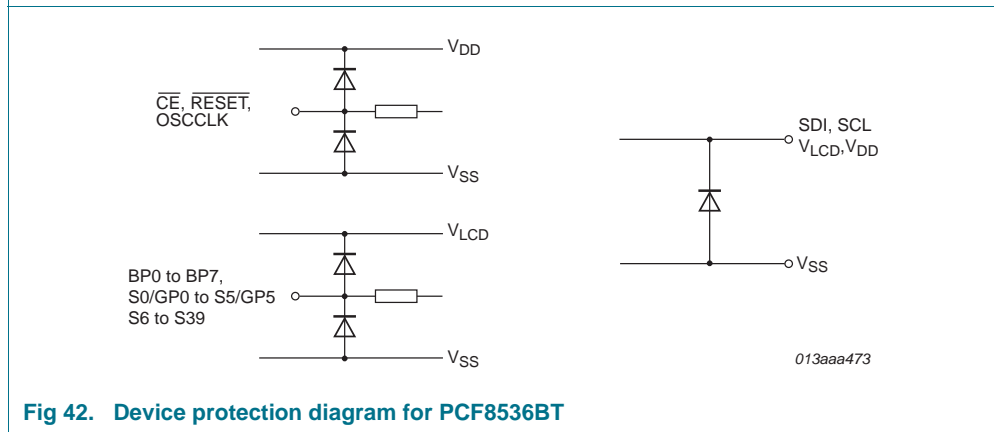 VDD
CE, RESET,
OSCCLK
VSS
VLCD
BP0 to BP7,
S0/GP0 to S5/GP5
S6 to S39
VSS
SDI, SCL
VLCD,VDD
VSS
013aaa473
Fig 42. Device protection diagram for PCF8536BT